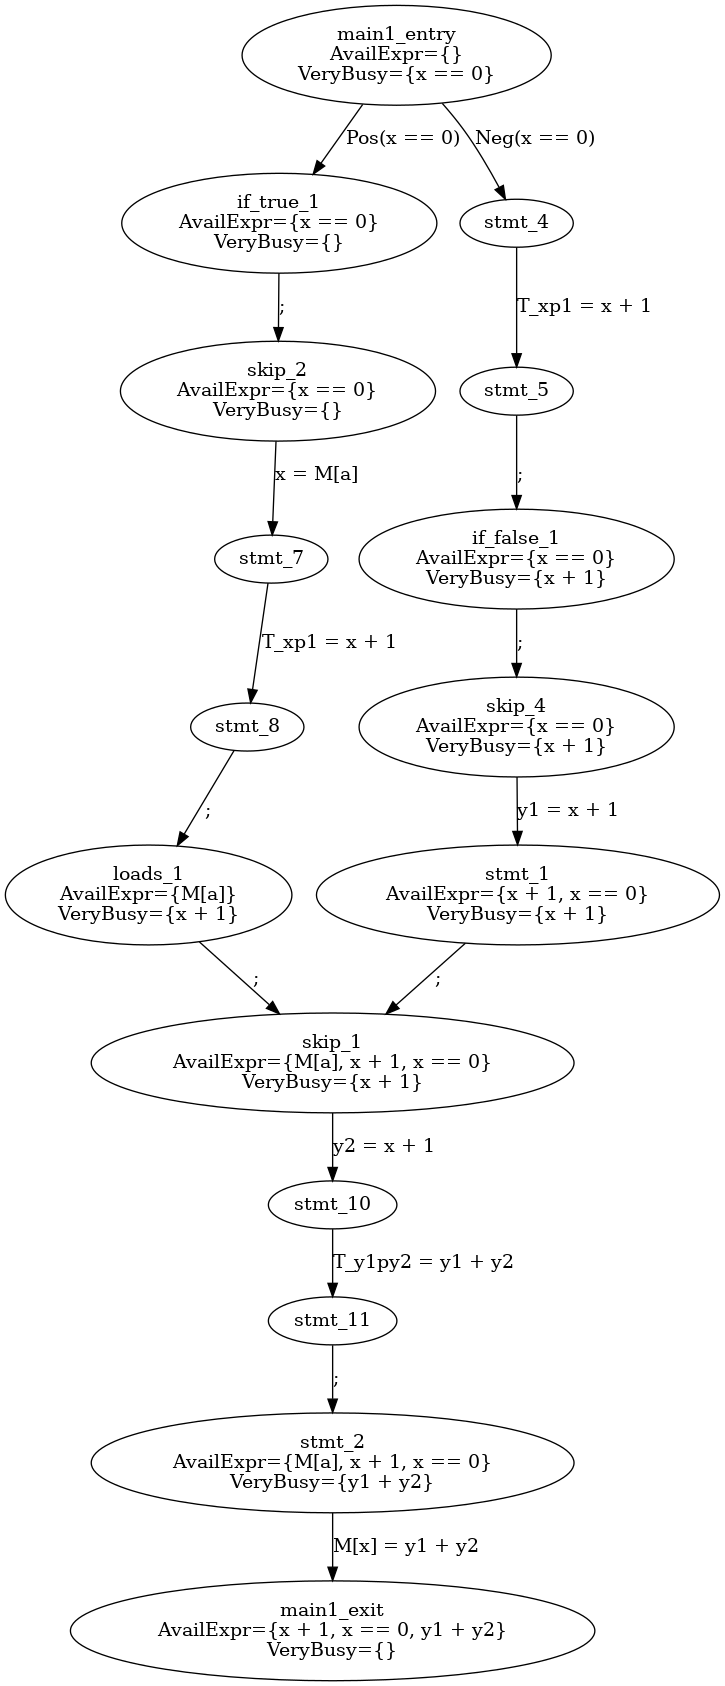 main1_entry
AvailExpr={}
VeryBusy={x == 0}
Pos(x == 0)
Neg(x == 0)
if_true_1
AvailExpr={x == 0}
VeryBusy={}
stmt_4
;
T_xp1 = x + 1
skip_2
AvailExpr={x == 0}
VeryBusy={}
stmt_5
x = M[a]
;
stmt_7
if_false_1
AvailExpr={x == 0}
VeryBusy={x + 1}
T_xp1 = x + 1
;
stmt_8
skip_4
AvailExpr={x == 0}
VeryBusy={x + 1}
;
y1 = x + 1
loads_1
AvailExpr={M[a]}
VeryBusy={x + 1}
stmt_1
AvailExpr={x + 1, x == 0}
VeryBusy={x + 1}
;
;
skip_1
AvailExpr={M[a], x + 1, x == 0}
VeryBusy={x + 1}
y2 = x + 1
stmt_10
T_y1py2 = y1 + y2
stmt_11
;
stmt_2
AvailExpr={M[a], x + 1, x == 0}
VeryBusy={y1 + y2}
M[x] = y1 + y2
main1_exit
AvailExpr={x + 1, x == 0, y1 + y2}
VeryBusy={}